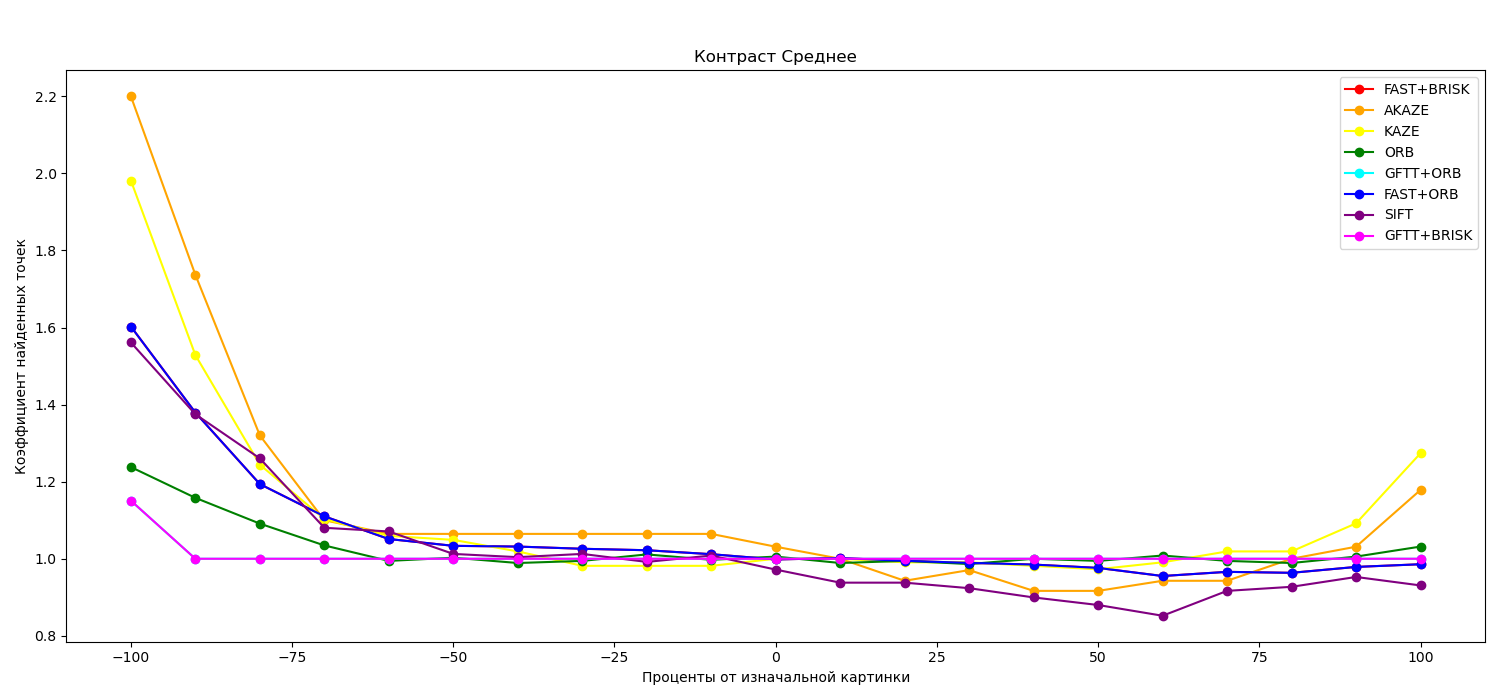 Контраст Среднее
Коэффициент найденных точек
2.2
2.0
1.8
1.6
1.4
1.2
1.0
0.8
FAST+BRISK
AKAZE
KAZE
ORB
GFTT+ORB
FAST+ORB
SIFT
GFTT+BRISK
−100 −75 −50 −25 0 25 50 75 100
Проценты от изначальной картинки